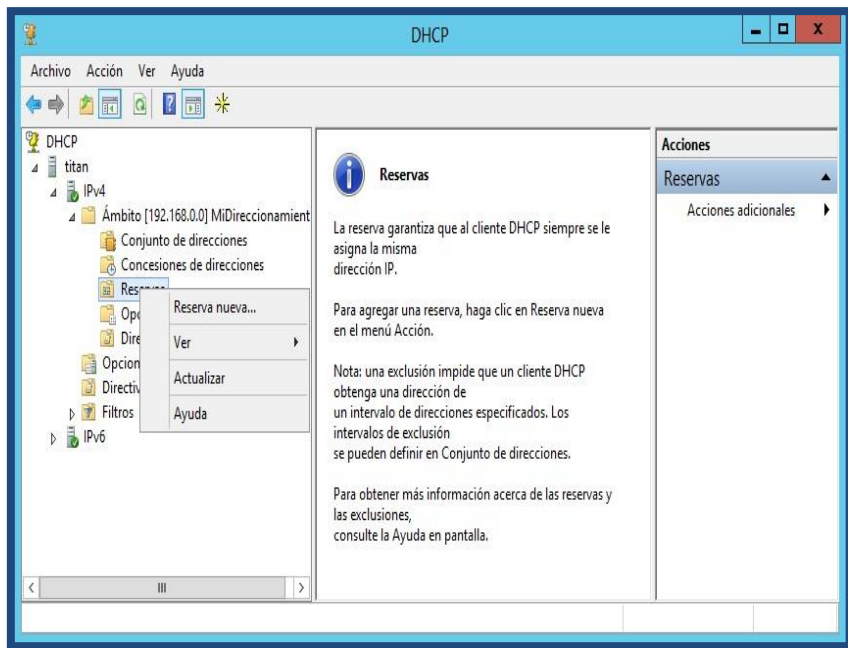 DHCP
Archivo Acción Ver Ayuda
DHCP
titan
IPv4
Ámbito [192.168.0.0] MiDireccionamient
Conjunto de direcciones
Concesiones de direcciones
Opcion
Directiv
Filtros
IPv6
Reserva nueva...
Ver
Actualizar
Ayuda
Reservas
La reserva garantiza que al cliente DHCP siempre se le
asigna la misma
dirección IP.
Para agregar una reserva, haga clic en Reserva nueva
en el menú Acción.
Nota: una exclusión impide que un cliente DHCP
obtenga una dirección de
un intervalo de direcciones especificados. Los
intervalos de exclusión
se pueden definir en Conjunto de direcciones.
Para obtener más información acerca de las reservas y
las exclusiones,
consulte la Ayuda en pantalla.
Acciones
Reservas
Acciones adicionales